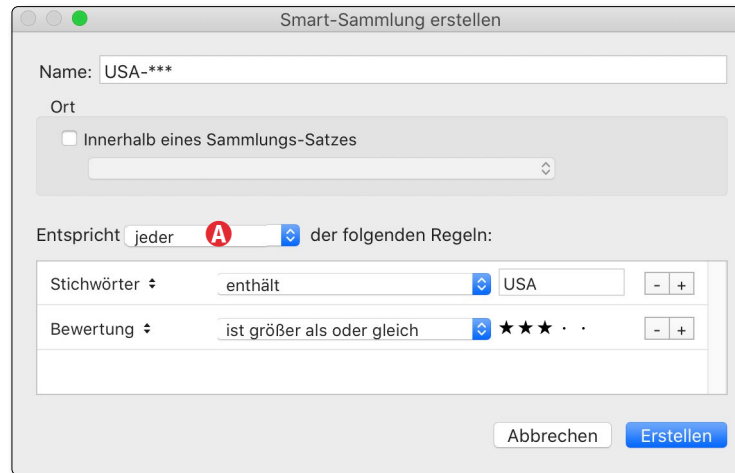 Smart-Sammlung erstellen
Name: USA-***
Ort
Innerhalb eines Sammlungs-Satzes
Entspricht jeder A der folgenden Regeln:
Stichwörter enthält USA - +
Bewertung ist größer als oder gleich ★★★ · · - +
Abbrechen Erstellen